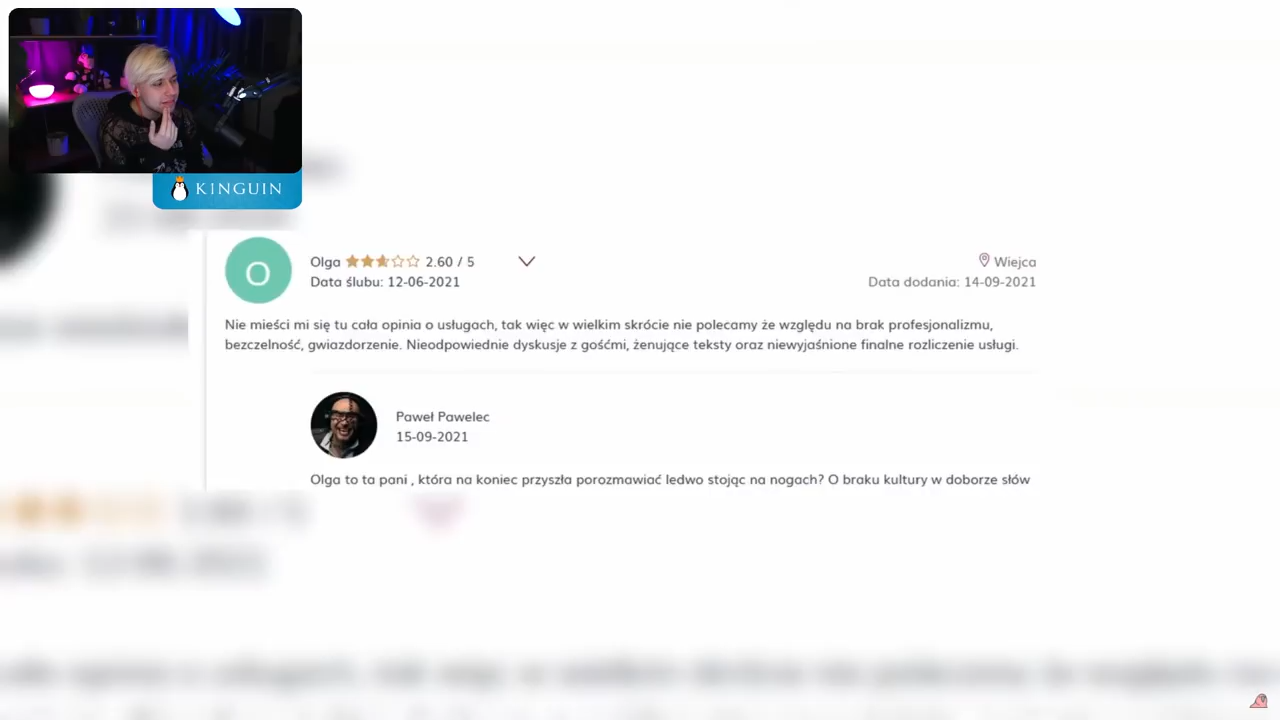 KINGUIN
Olga 2.60 / 5
Wiejca
Data ślubu: 12-06-2021
Data dodania: 14-09-2021
O
Nie mieści mi się tu cała opinia o usługach, tak więc w wielkim skrócie nie polecamy że względu na brak profesjonalizmu,
bezczelność, gwiazdorzenie. Nieodpowiednie dyskusje z gośćmi, żenujące teksty oraz niewyjaśnione finalne rozliczenie usługi.
Paweł Pawelec
15-09-2021
Olga to ta pani , która na koniec przyszła porozmawiać ledwo stojąc na nogach? O braku kultury w doborze słów